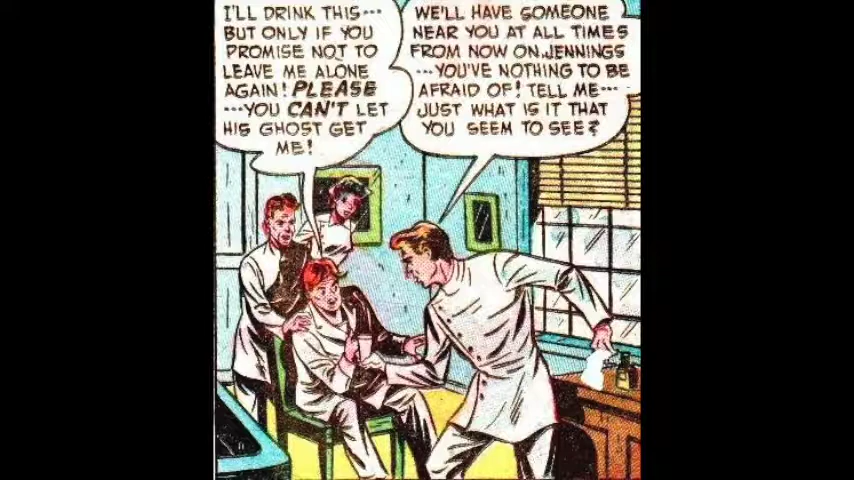 I'LL DRINK THIS...
BUT ONLY IF YOU
PROMISE NOT TO
LEAVE ME ALONE
AGAIN! PLEASE
...YOU CAN'T LET
HIS GHOST GET
ME!
WE'LL HAVE SOMEONE
NEAR YOU AT ALL TIMES
FROM NOW ON, JENNINGS
...YOU'VE NOTHING TO BE
AFRAID OF! TELL ME...
JUST WHAT IS IT THAT
YOU SEEM TO SEE?